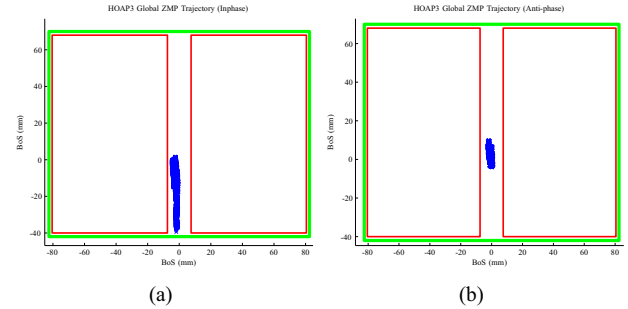 HOAP3 Global ZMP Trajectory (Inphase)
60
40
20
0
-20
-40
BoS (mm)
-80 -60 -40 -20 0 20 40 60 80
BoS (mm)
(a)
HOAP3 Global ZMP Trajectory (Anti-phase)
60
40
20
0
-20
-40
BoS (mm)
-80 -60 -40 -20 0 20 40 60 80
BoS (mm)
(b)